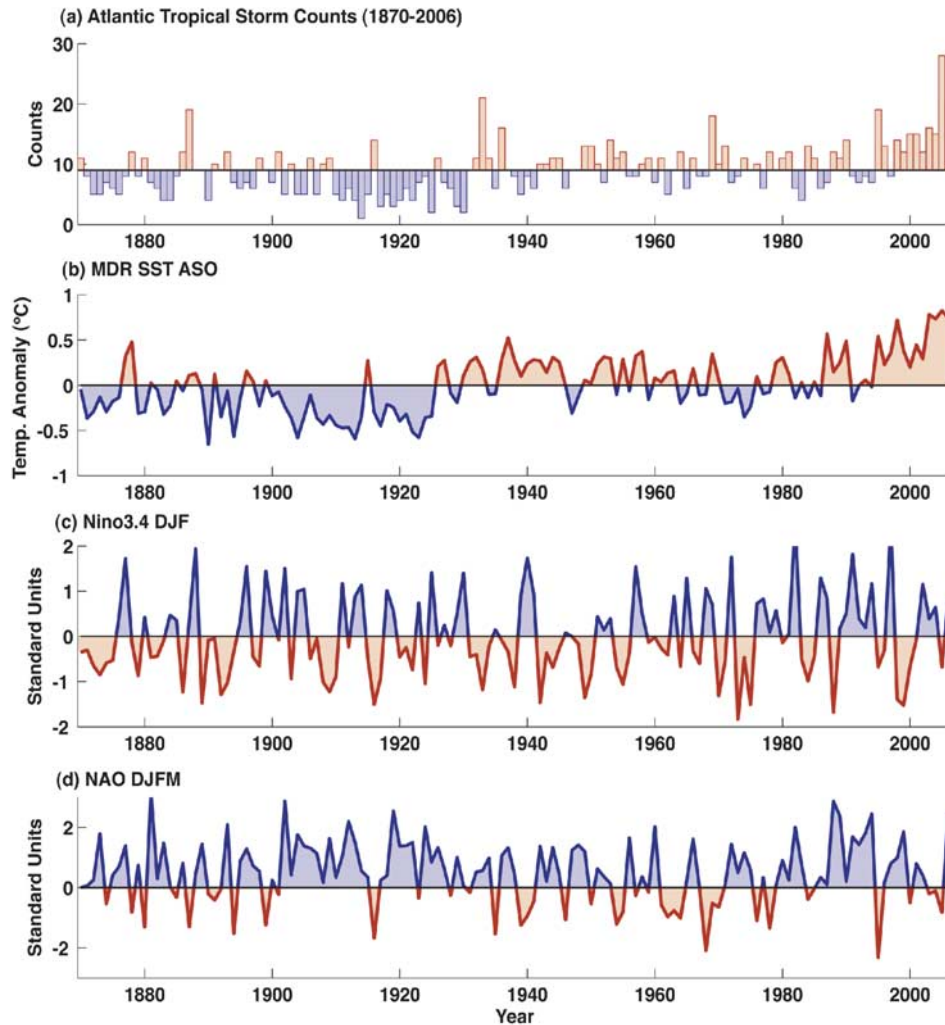 (a) Atlantic Tropical Storm Counts (1870-2006)
30
20
10
0
Counts
1880 1900 1920 1940 1960 1980 2000
(b) MDR SST ASO
1
0.5
0
-0.5
-1
Temp. Anomaly (°C)
1880 1900 1920 1940 1960 1980 2000
(c) Nino3.4 DJF
2
1
0
-1
-2
Standard Units
1880 1900 1920 1940 1960 1980 2000
(d) NAO DJFM
2
0
-2
Standard Units
1880 1900 1920 1940 1960 1980 2000
Year